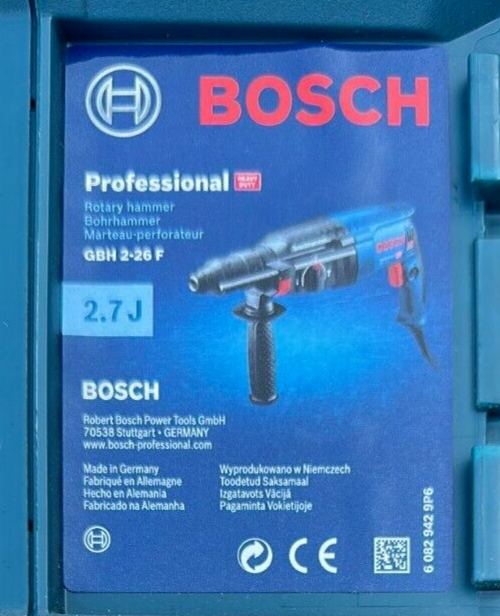 BOSCH
Professional HEAVY DUTY
Rotary hammer
Bohrhammer
Marteau-perforateur
GBH 2-26 F
BOSCH
2.7 J
BOSCH
Robert Bosch Power Tools GmbH
70538 Stuttgart • GERMANY
www.bosch-professional.com
Made in Germany
Fabriqué en Allemagne
Hecho en Alemania
Fabricado na Alemanha
Wyprodukowano w Niemczech
Toodetud Saksamaal
Izgatavots Vācijā
Pagaminta Vokietijoje
CE
6 082 942 9P6